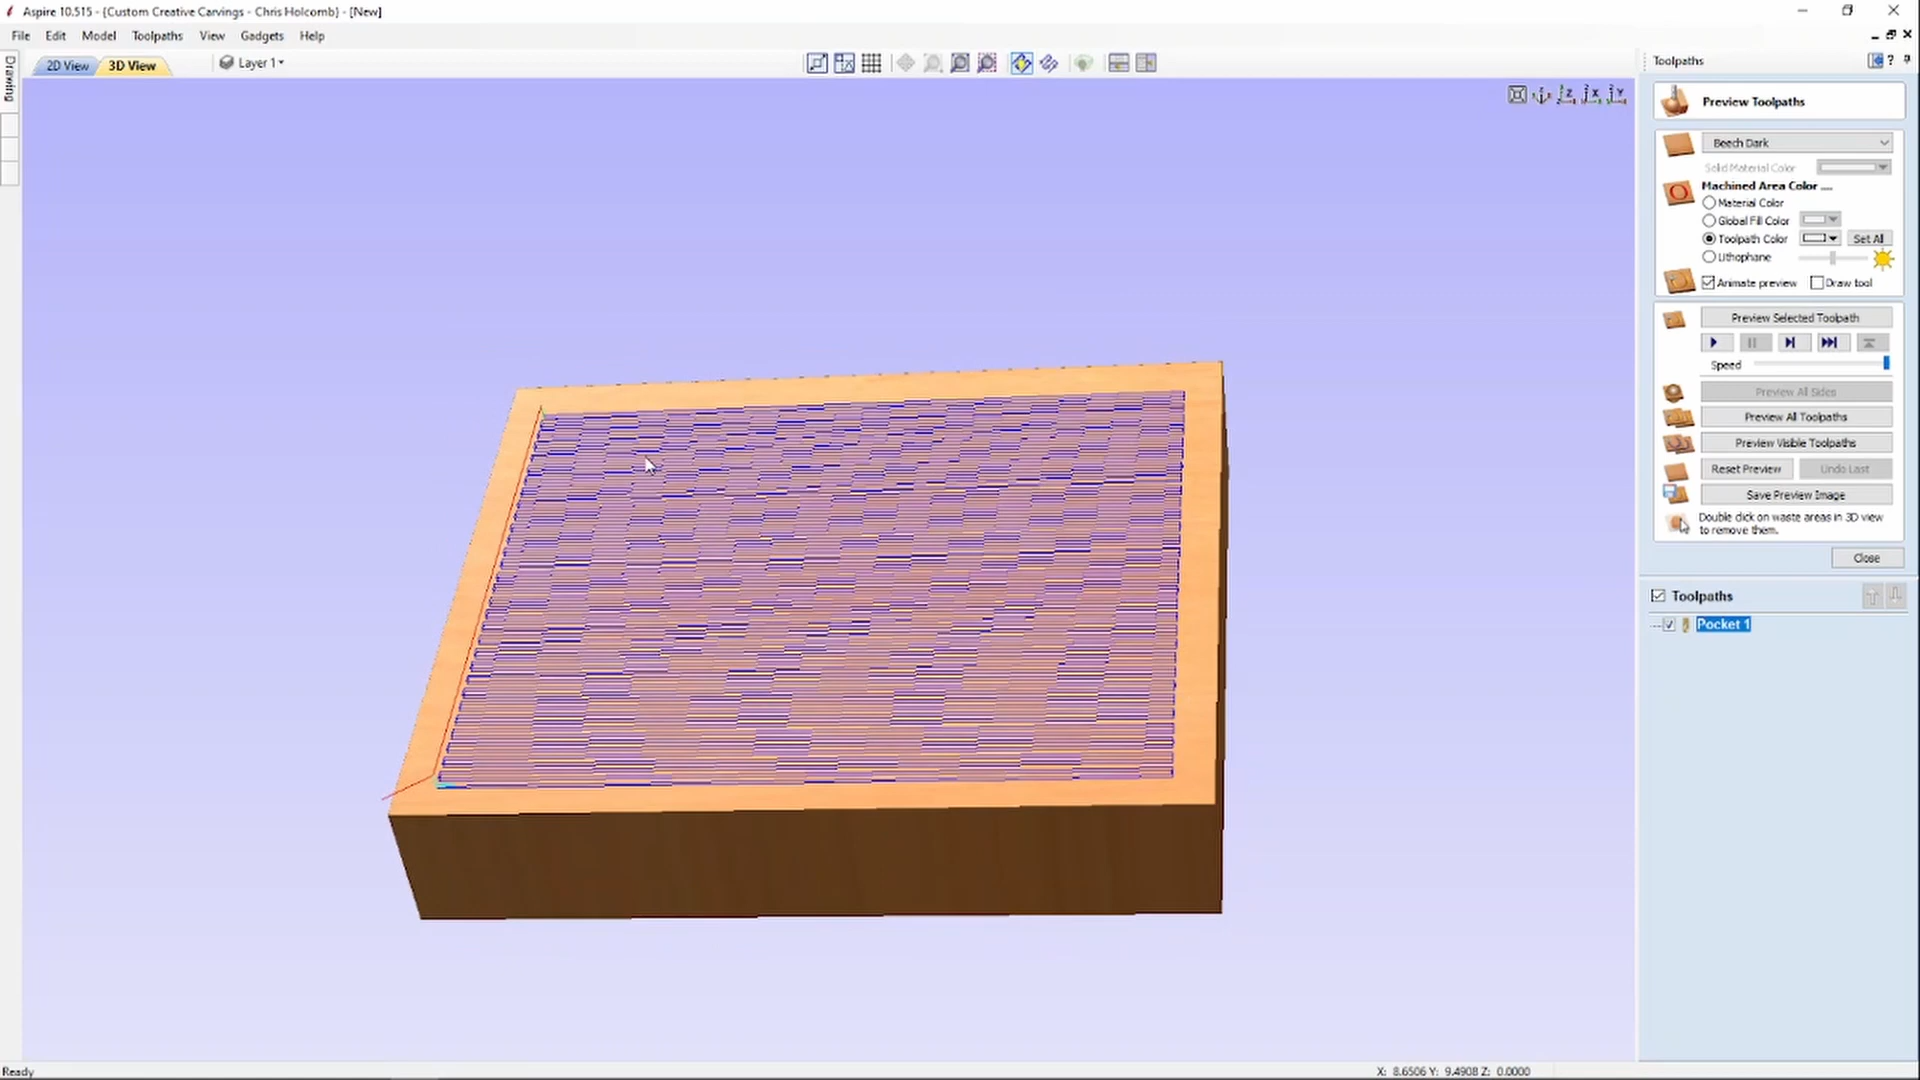 Aspire 10.515 - {Custom Creative Carvings - Chris Holcomb} - [New]
File Edit Model Toolpaths View Gadgets Help
Drawing
2D View 3D View Layer 1
Toolpaths
Preview Toolpaths
Beech Dark
Solid Material Color
Machined Area Color ....
Material Color
Global Fill Color
Toolpath Color Set All
Lithophane
Animate preview Draw tool
Preview Selected Toolpath
Speed
Preview All Sides
Preview All Toolpaths
Preview Visible Toolpaths
Reset Preview Undo Last
Save Preview Image
Double click on waste areas in 3D view
to remove them.
Close
Toolpaths
Pocket 1
Ready
X: 8.6506 Y: 9.4908 Z: 0.0000